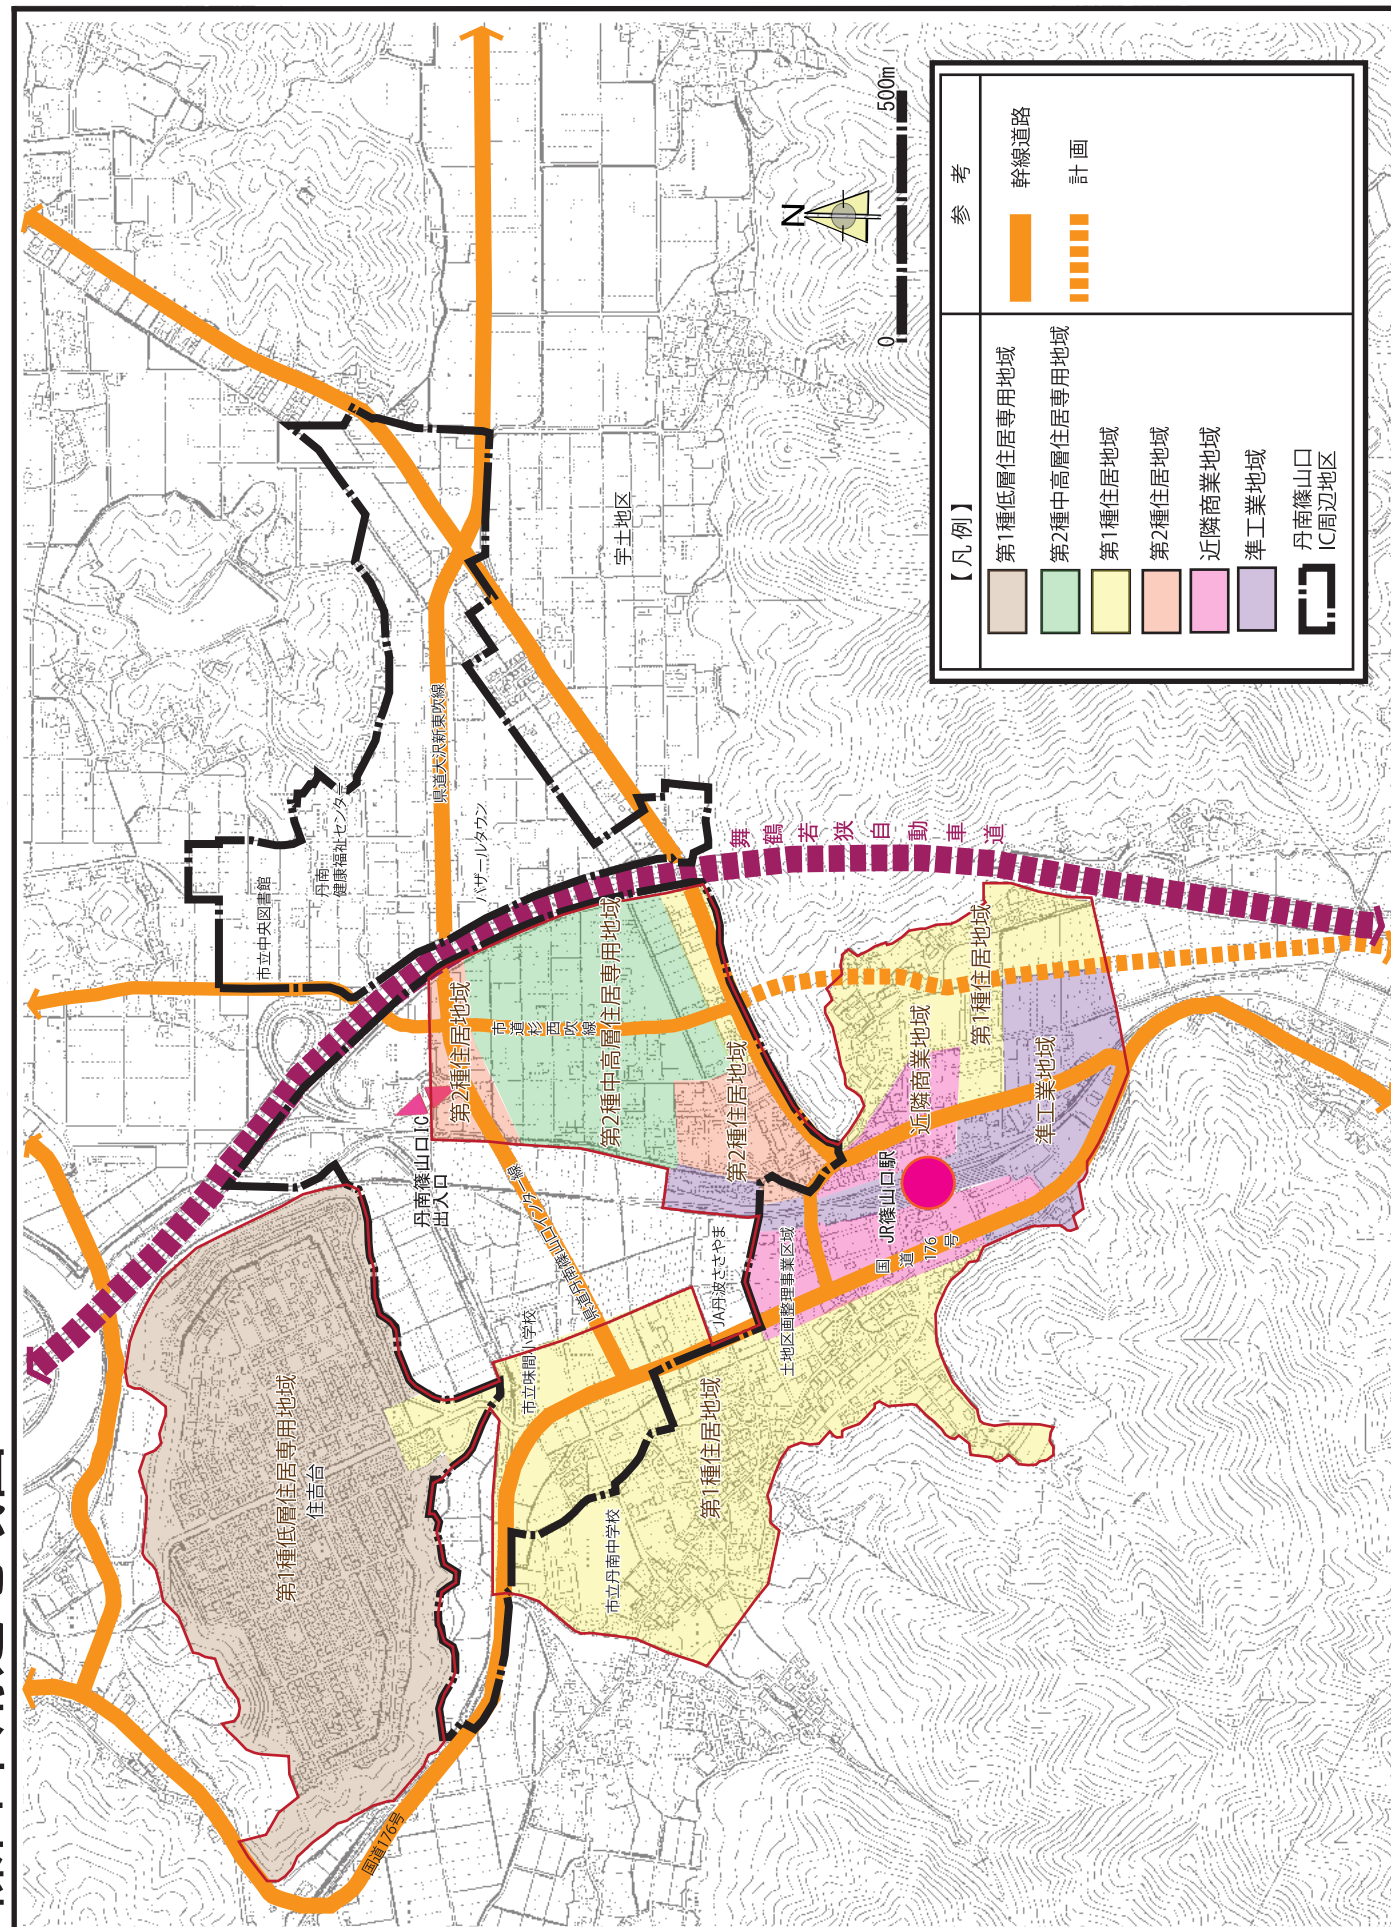 N
0
500m
【 凡 例 】
参 考
第1種低層住居専用地域
第2種中高層住居専用地域
第1種住居地域
第2種住居地域
近隣商業地域
準工業地域
丹南篠山口
IC周辺地区
幹線道路
計 画
宇土地区
県道大沢新東吹線
バザールタウン
丹南
健康福祉センター
市立中央図書館
舞鶴若狭自動車道
第2種住居地域
市道杉西吹線
第2種中高層住居専用地域
第2種住居地域
第1種住居地域
近隣商業地域
準工業地域
丹南篠山口IC
出入口
県道丹南篠山口インター線
JR篠山口駅
国道176号
JA丹波ささやま
土地区画整理事業区域
市立味間小学校
第1種住居地域
市立丹南中学校
第1種低層住居専用地域
住吉台
国道176号